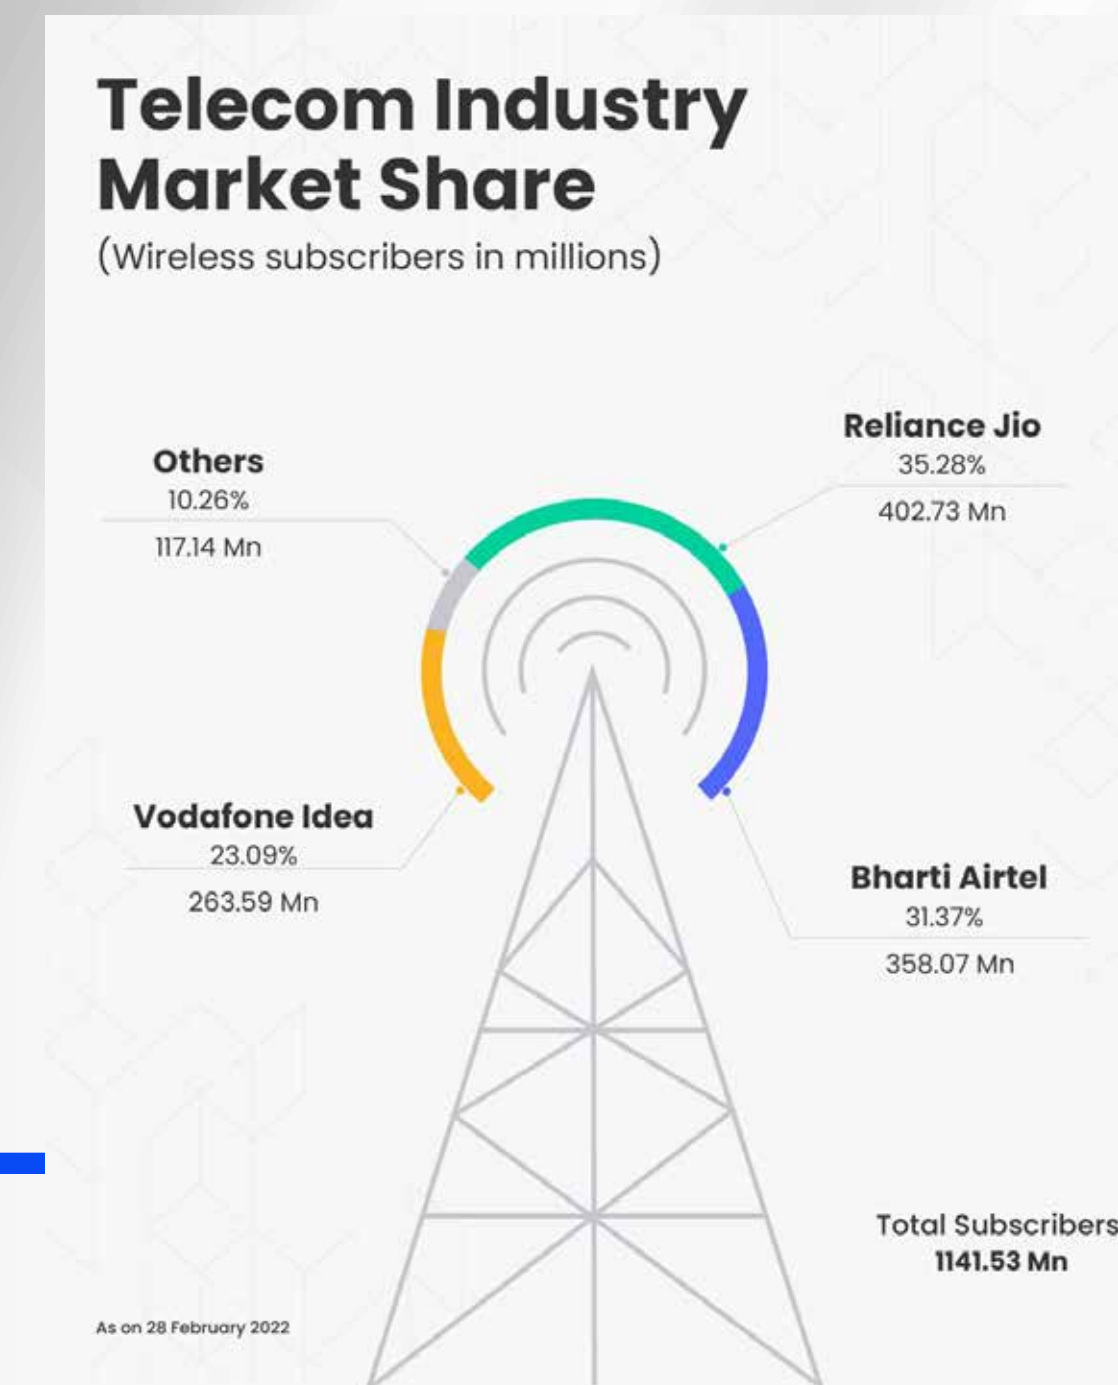 Telecom Industry
Market Share
(Wireless subscribers in millions)
Others
10.26%
117.14 Mn
Reliance Jio
35.28%
402.73 Mn
Vodafone Idea
23.09%
263.59 Mn
Bharti Airtel
31.37%
358.07 Mn
Total Subscribers
1141.53 Mn
As on 28 February 2022